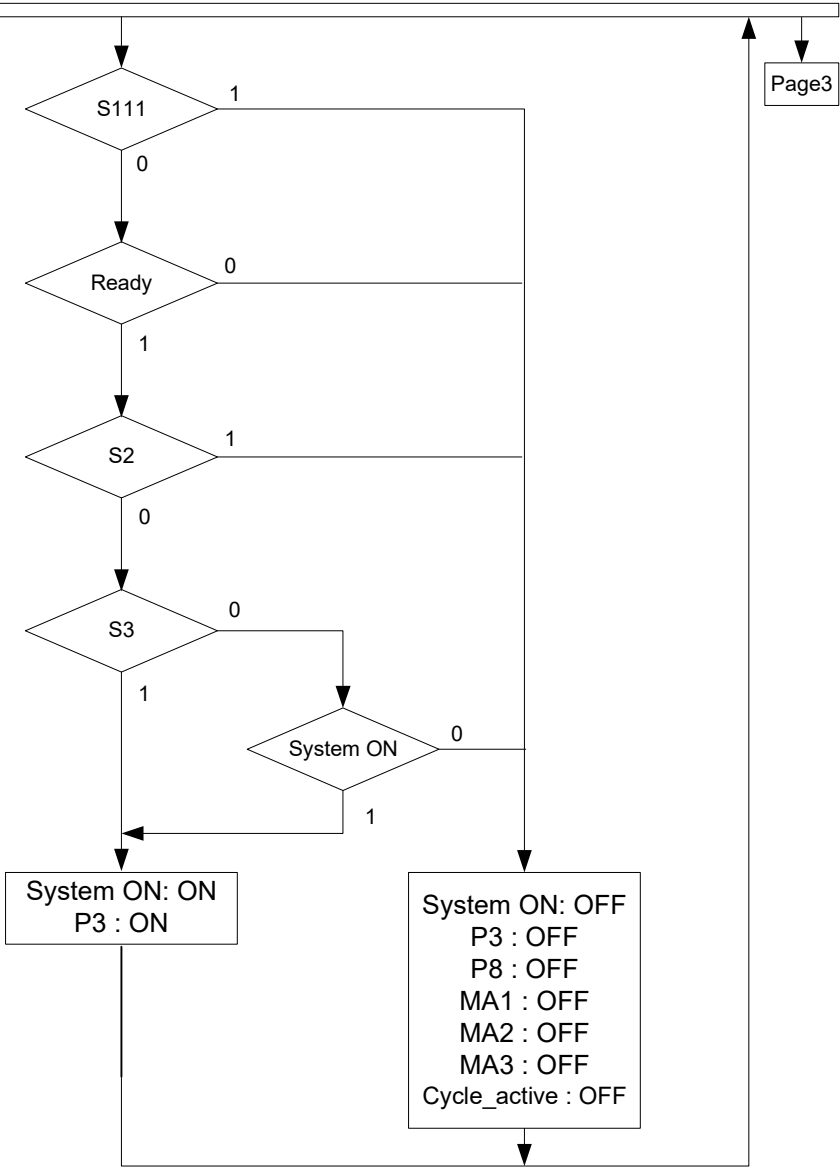 Page3
S111
1
0
Ready
0
1
S2
1
0
S3
0
1
System ON
0
1
System ON: ON
P3 : ON
System ON: OFF
P3 : OFF
P8 : OFF
MA1 : OFF
MA2 : OFF
MA3 : OFF
Cycle_active : OFF